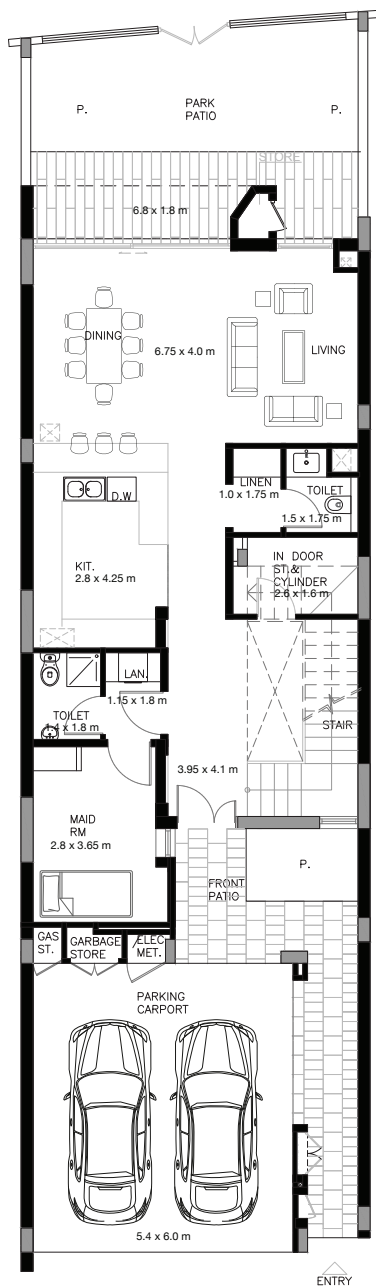 PARK
PATIO
P.
P.
STORE
6.8 x 1.8 m
DINING
6.75 x 4.0 m
LIVING
D.W
LINEN
1.0 x 1.75 m
TOILET
1.5 x 1.75 m
KIT.
2.8 x 4.25 m
IN DOOR
ST.&
CYLINDER
2.6 x 1.6 m
LAN.
1.15 x 1.8 m
TOILET
1.4 x 1.8 m
STAIR
3.95 x 4.1 m
MAID
RM
2.8 x 3.65 m
P.
FRONT
PATIO
GAS
ST.
GARBAGE
STORE
ELEC
MET.
PARKING
CARPORT
5.4 x 6.0 m
ENTRY